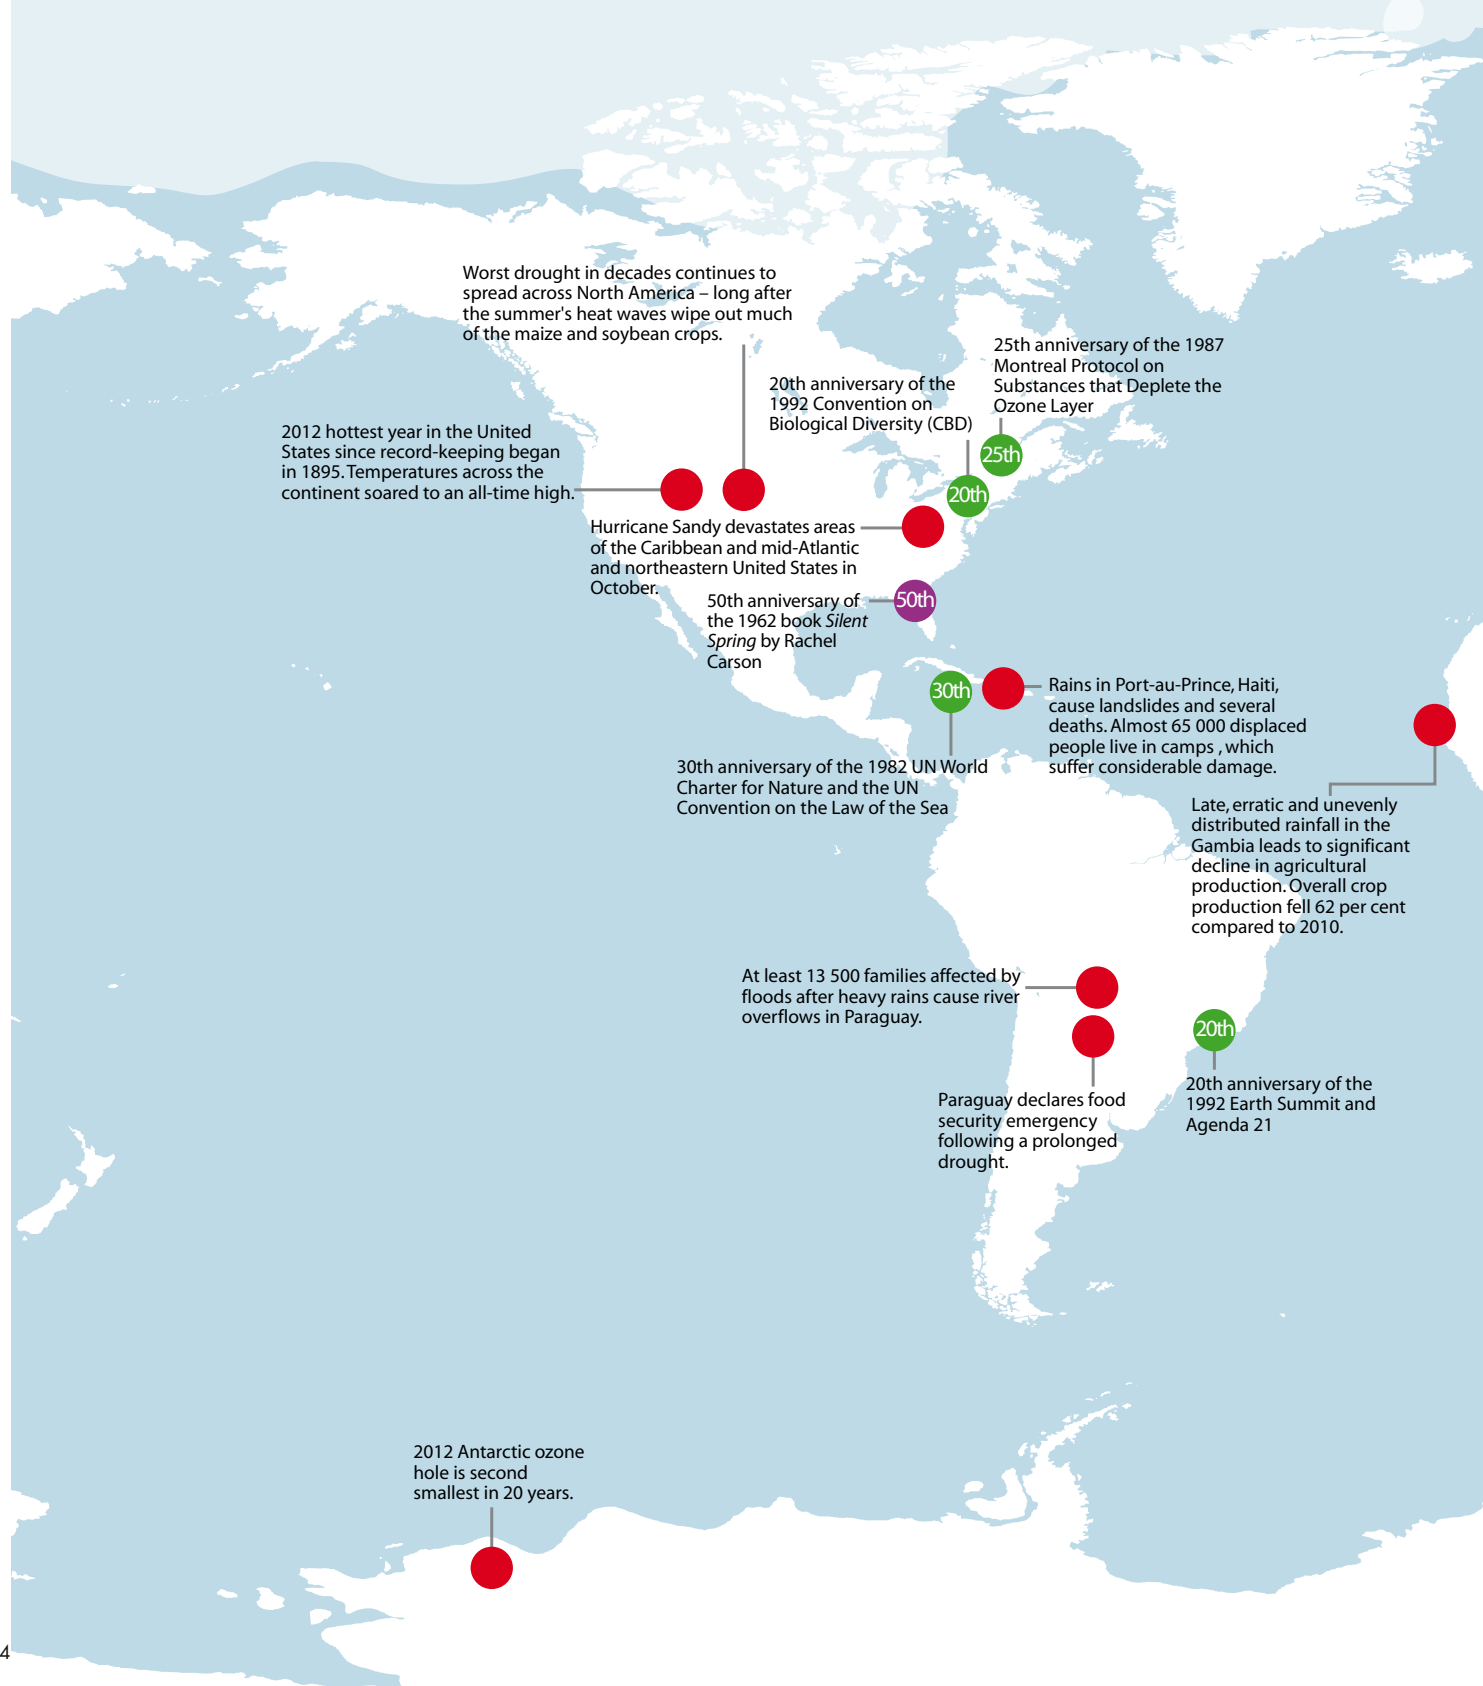 Worst drought in decades continues to
spread across North America – long after
the summer's heat waves wipe out much
of the maize and soybean crops.
25th anniversary of the 1987
Montreal Protocol on
Substances that Deplete the
Ozone Layer
20th anniversary of the
1992 Convention on
Biological Diversity (CBD)
2012 hottest year in the United
States since record-keeping began
in 1895. Temperatures across the
continent soared to an all-time high.
25th
20th
Hurricane Sandy devastates areas
of the Caribbean and mid-Atlantic
and northeastern United States in
October.
50th anniversary of
the 1962 book Silent
Spring by Rachel
Carson
50th
30th
Rains in Port-au-Prince, Haiti,
cause landslides and several
deaths. Almost 65 000 displaced
people live in camps , which
suffer considerable damage.
30th anniversary of the 1982 UN World
Charter for Nature and the UN
Convention on the Law of the Sea
Late, erratic and unevenly
distributed rainfall in the
Gambia leads to significant
decline in agricultural
production. Overall crop
production fell 62 per cent
compared to 2010.
At least 13 500 families affected by
floods after heavy rains cause river
overflows in Paraguay.
20th
20th anniversary of the
1992 Earth Summit and
Agenda 21
Paraguay declares food
security emergency
following a prolonged
drought.
2012 Antarctic ozone
hole is second
smallest in 20 years.
4